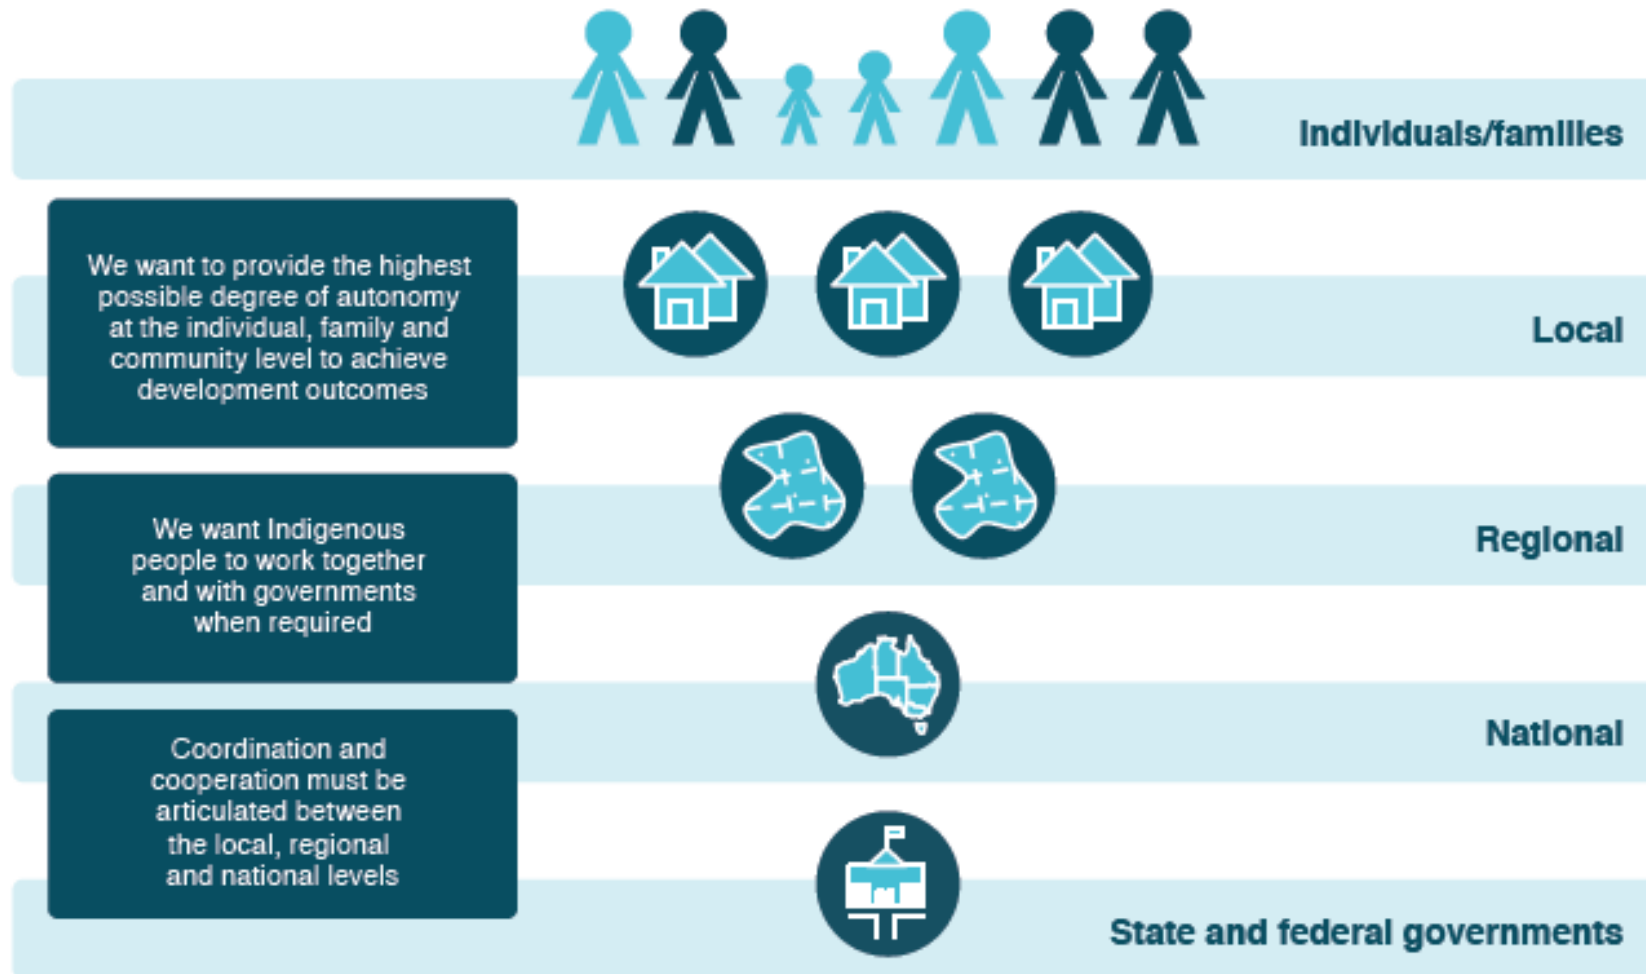 Individuals/families
We want to provide the highest
possible degree of autonomy
at the individual, family and
community level to achieve
development outcomes
Local
We want Indigenous
people to work together
and with governments
when required
Regional
National
Coordination and
cooperation must be
articulated between
the local, regional
and national levels
State and federal governments